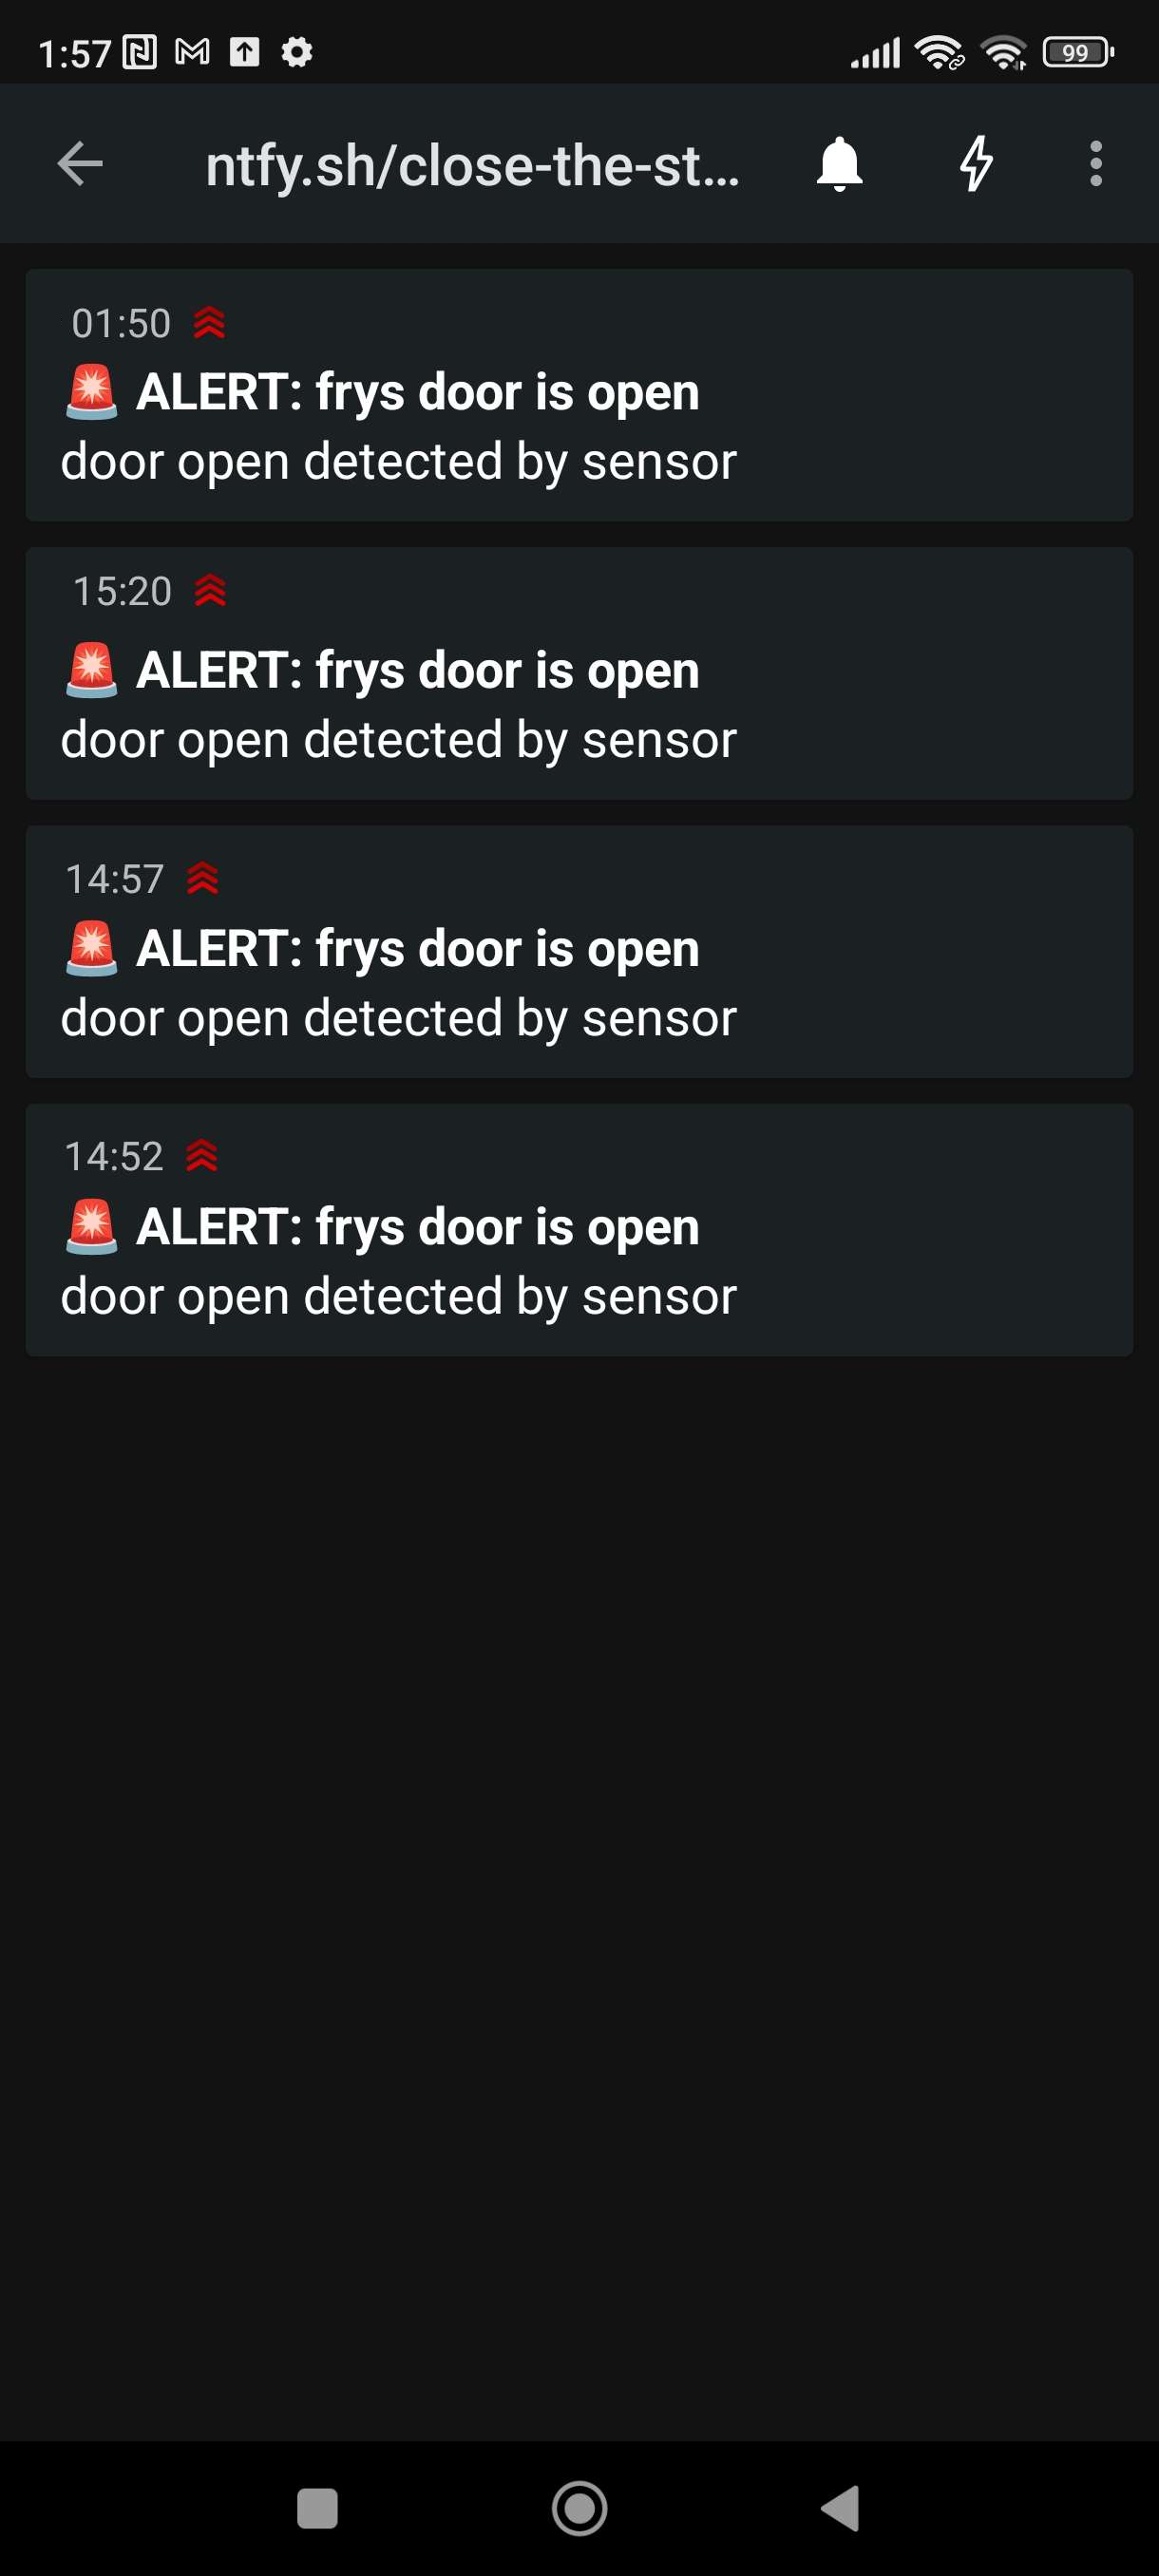 1:57
99
ntfy.sh/close-the-st...
01:50
ALERT: frys door is open
door open detected by sensor
15:20
ALERT: frys door is open
door open detected by sensor
14:57
ALERT: frys door is open
door open detected by sensor
14:52
ALERT: frys door is open
door open detected by sensor